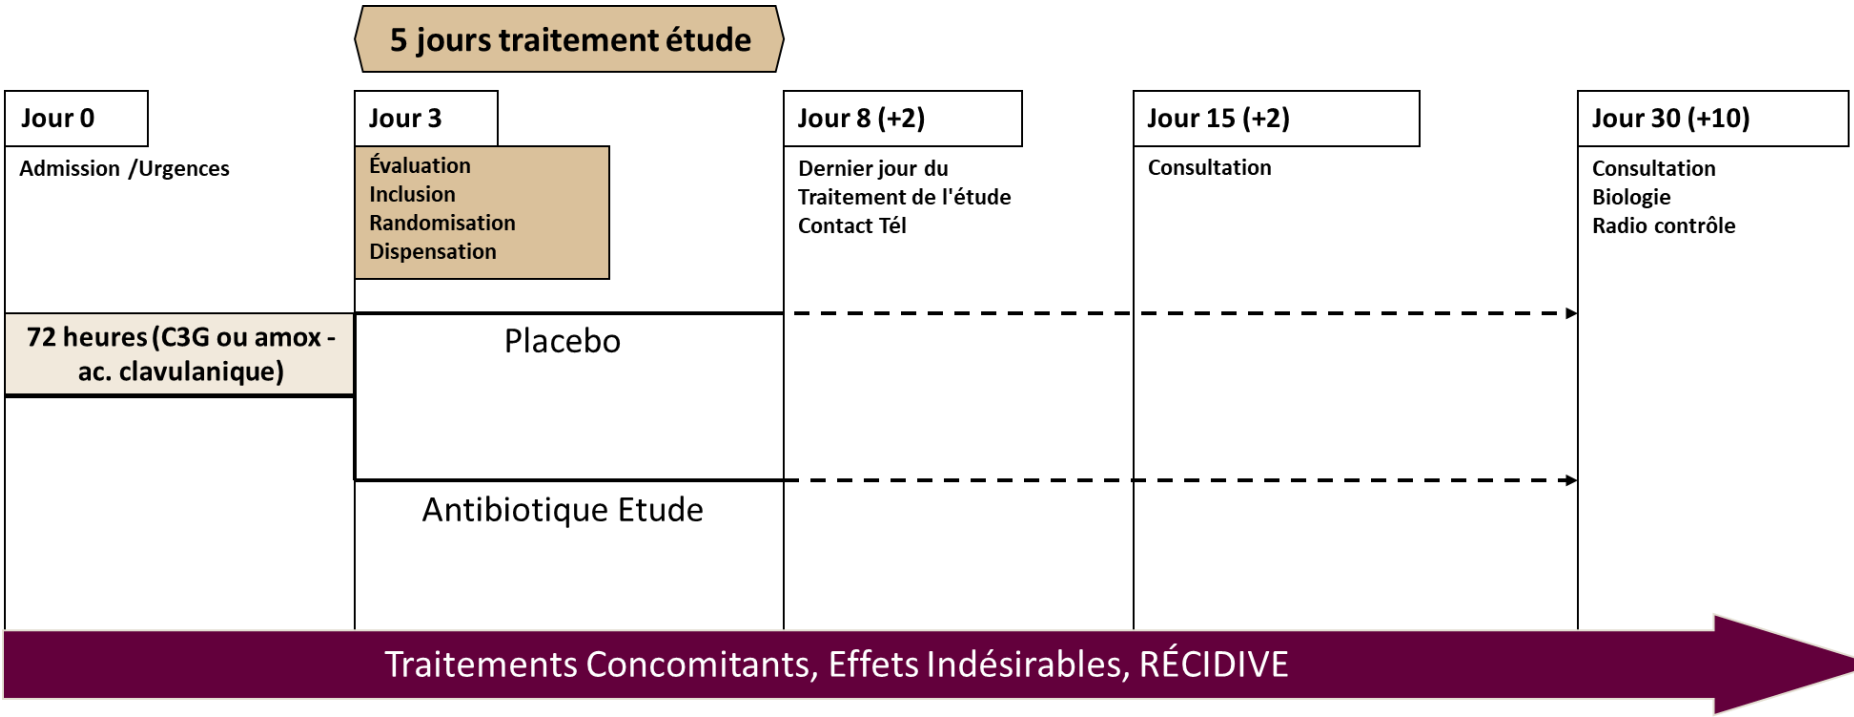 5 jours traitement étude
Jour 0
Admission /Urgences
Jour 3
Évaluation
Inclusion
Randomisation
Dispensation
Jour 8 (+2)
Dernier jour du
Traitement de l'étude
Contact Tél
Jour 15 (+2)
Consultation
Jour 30 (+10)
Consultation
Biologie
Radio contrôle
72 heures (C3G ou amox -
ac. clavulanique)
Placebo
Antibiotique Etude
Traitements Concomitants, Effets Indésirables, RÉCIDIVE